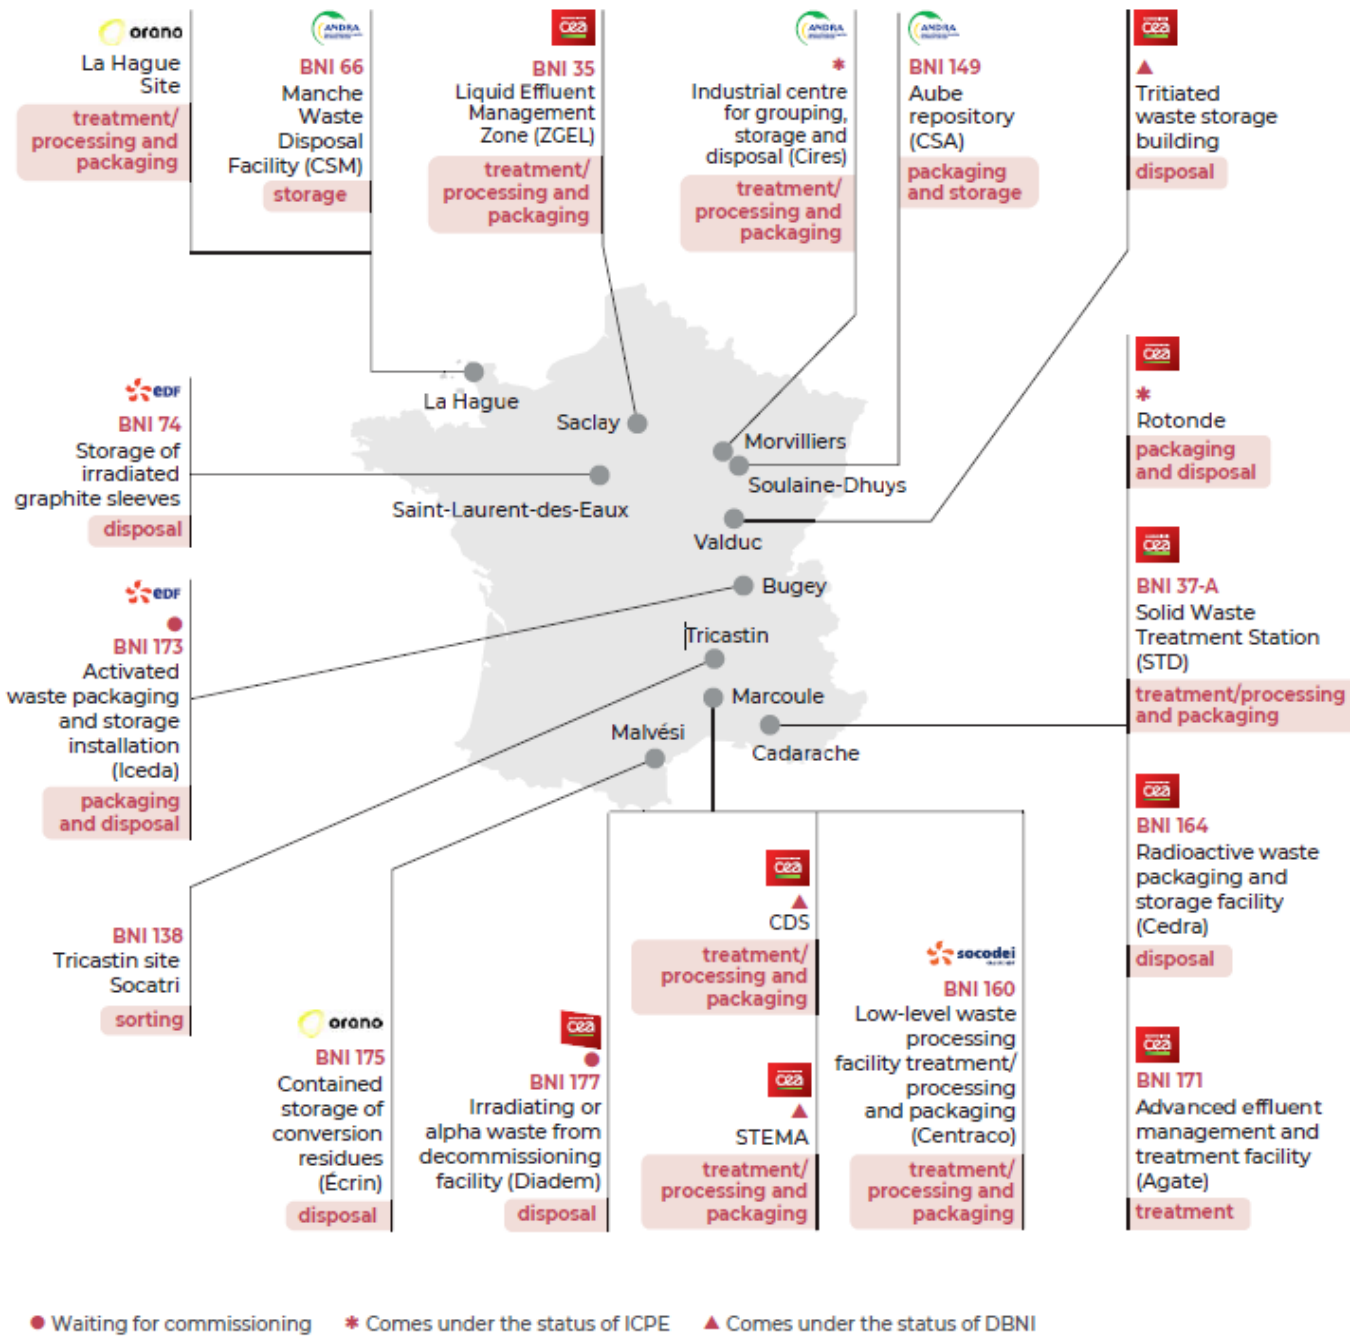 orano
La Hague
Site
treatment/
processing and
packaging
ANDRA
BNI 66
Manche
Waste
Disposal
Facility (CSM)
storage
cea
BNI 35
Liquid Effluent
Management
Zone (ZGEL)
treatment/
processing and
packaging
ANDRA
*
Industrial centre
for grouping,
storage and
disposal (Cires)
treatment/
processing and
packaging
ANDRA
BNI 149
Aube
repository
(CSA)
packaging
and storage
cea
▲
Tritiated
waste storage
building
disposal
edf
BNI 74
Storage of
irradiated
graphite sleeves
disposal
edf
●
BNI 173
Activated
waste packaging
and storage
installation
(Iceda)
packaging
and disposal
BNI 138
Tricastin site
Socatri
sorting
La Hague
Saclay
Morvilliers
Soulaine-Dhuys
Saint-Laurent-des-Eaux
Valduc
Bugey
Tricastin
Marcoule
Malvési
Cadarache
cea
*
Rotonde
packaging
and disposal
cea
BNI 37-A
Solid Waste
Treatment Station
(STD)
treatment/processing
and packaging
cea
BNI 164
Radioactive waste
packaging and
storage facility
(Cedra)
disposal
cea
BNI 171
Advanced effluent
management and
treatment facility
(Agate)
treatment
orano
BNI 175
Contained
storage of
conversion
residues
(Écrin)
disposal
cea
●
BNI 177
Irradiating or
alpha waste from
decommissioning
facility (Diadem)
disposal
cea
▲
CDS
treatment/
processing and
packaging
cea
▲
STEMA
treatment/
processing and
packaging
socodei
BNI 160
Low-level waste
processing
facility treatment/
processing
and packaging
(Centraco)
treatment/
processing and
packaging
● Waiting for commissioning * Comes under the status of ICPE ▲ Comes under the status of DBNI